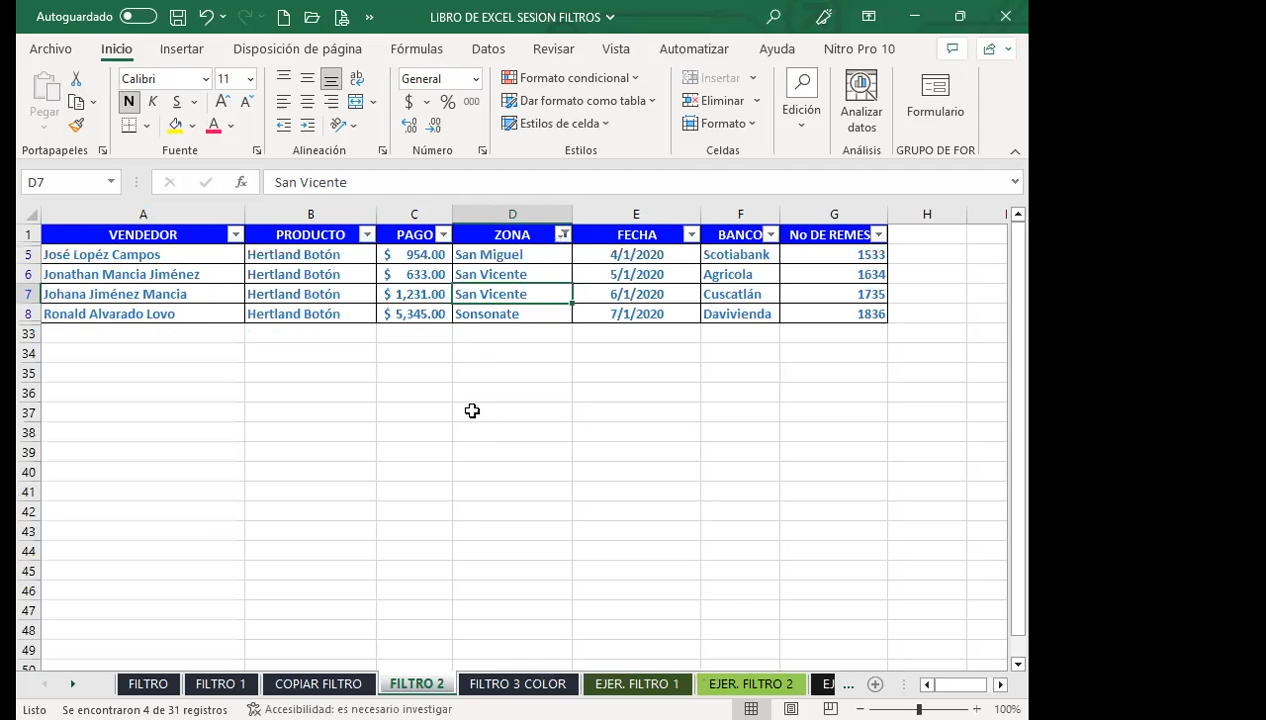 Autoguardado LIBRO DE EXCEL SESION FILTROS
Archivo Inicio Insertar Disposición de página Fórmulas Datos Revisar Vista Automatizar Ayuda Nitro Pro 10
Calibri 11 General Formato condicional Insertar
Pegar N K S $ % 000 Dar formato como tabla Eliminar Edición Analizar datos Formulario
Estilos de celda Formato
Portapapeles Fuente Alineación Número Estilos Celdas Análisis GRUPO DE FOR
D7 fx San Vicente
A B C D E F G H I
1 VENDEDOR PRODUCTO PAGO ZONA FECHA BANCO No DE REMES
5 José Lopéz Campos Hertland Botón $ 954.00 San Miguel 4/1/2020 Scotiabank 1533
6 Jonathan Mancia Jiménez Hertland Botón $ 633.00 San Vicente 5/1/2020 Agricola 1634
7 Johana Jiménez Mancia Hertland Botón $ 1,231.00 San Vicente 6/1/2020 Cuscatlán 1735
8 Ronald Alvarado Lovo Hertland Botón $ 5,345.00 Sonsonate 7/1/2020 Davivienda 1836
33
34
35
36
37
38
39
40
41
42
43
44
45
46
47
48
49
50
FILTRO FILTRO 1 COPIAR FILTRO FILTRO 2 FILTRO 3 COLOR EJER. FILTRO 1 EJER. FILTRO 2 EJ ...
Listo Se encontraron 4 de 31 registros Accesibilidad: es necesario investigar 100%